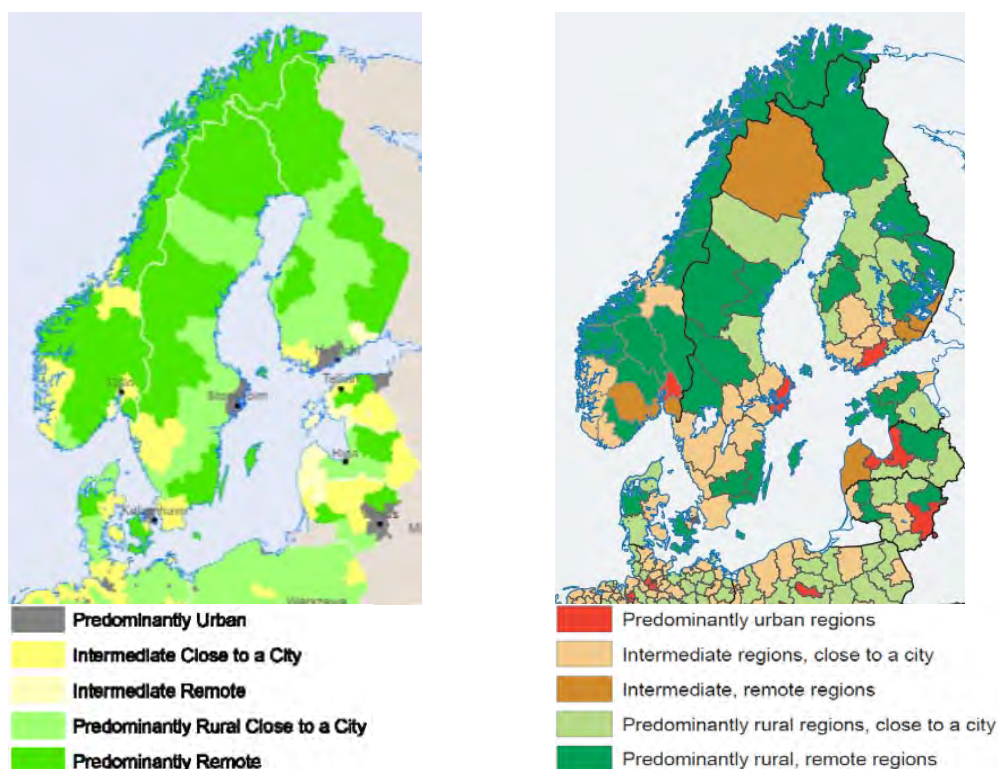 Stockholm
Riga
København
Warszawa
Predominantly Urban
Intermediate Close to a City
Intermediate Remote
Predominantly Rural Close to a City
Predominantly Remote
Predominantly urban regions
Intermediate regions, close to a city
Intermediate, remote regions
Predominantly rural regions, close to a city
Predominantly rural, remote regions